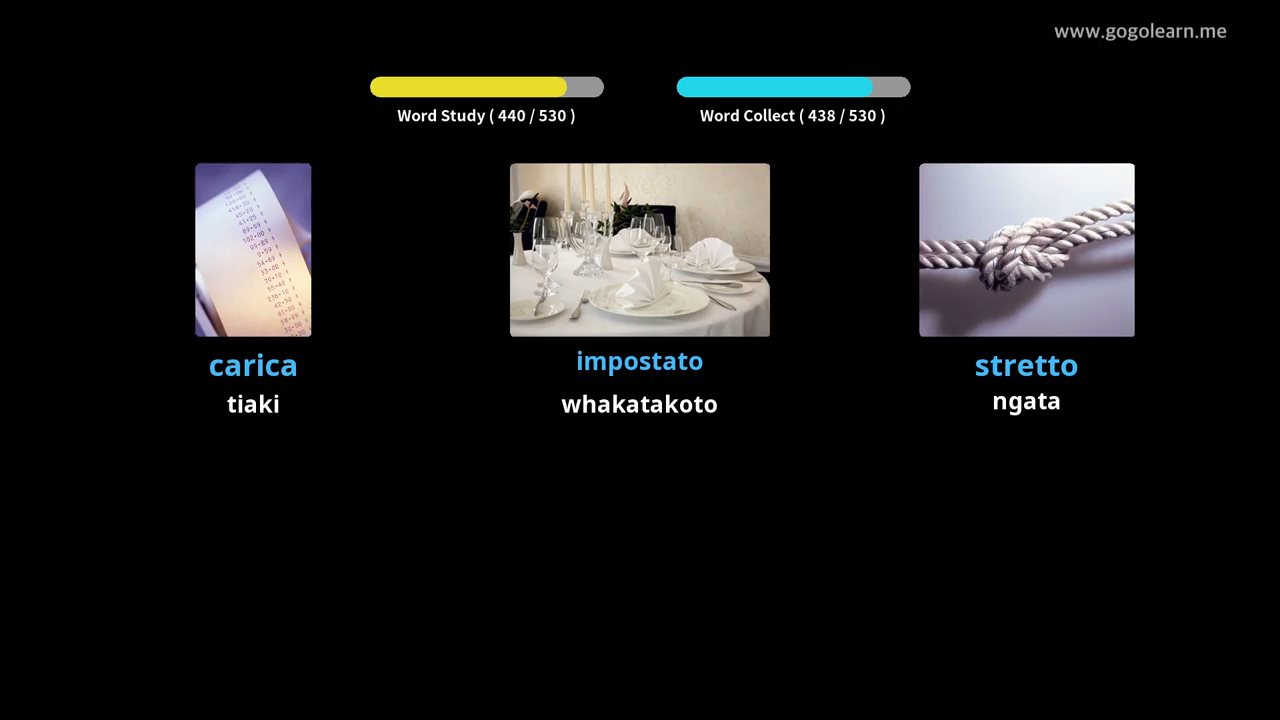 www.gogolearn.me
Word Study ( 440 / 530 )
Word Collect ( 438 / 530 )
carica
impostato
stretto
tiaki
whakatakoto
ngata